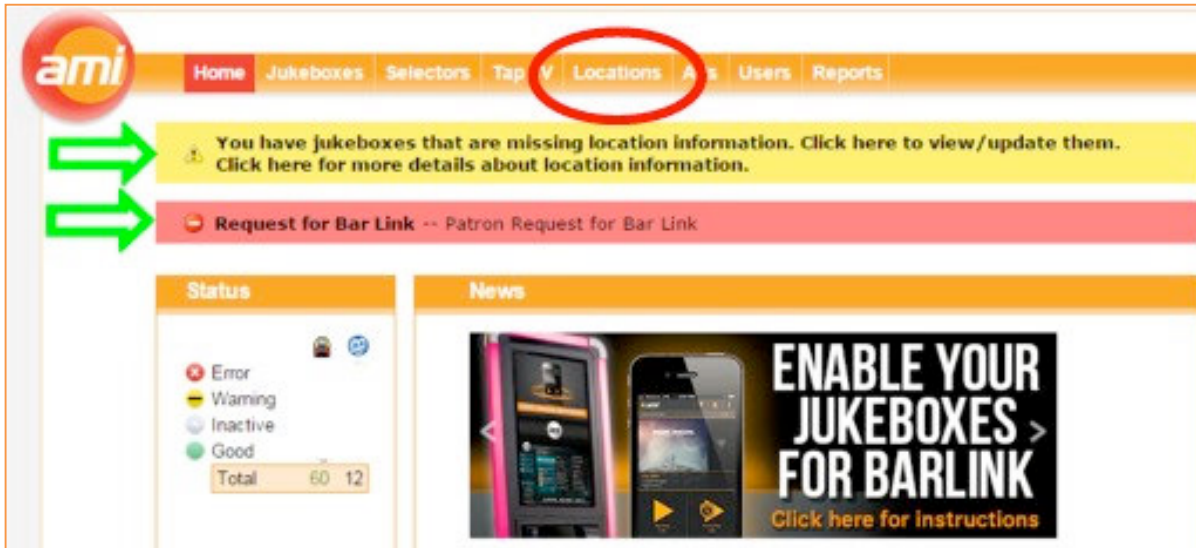 ami
Home Jukeboxes Selectors Tap V Locations A s Users Reports
You have jukeboxes that are missing location information. Click here to view/update them.
Click here for more details about location information.
Request for Bar Link -- Patron Request for Bar Link
Status
News
Error
Warning
Inactive
Good
Total 60 12
ENABLE YOUR
JUKEBOXES
FOR BARLINK
Click here for instructions